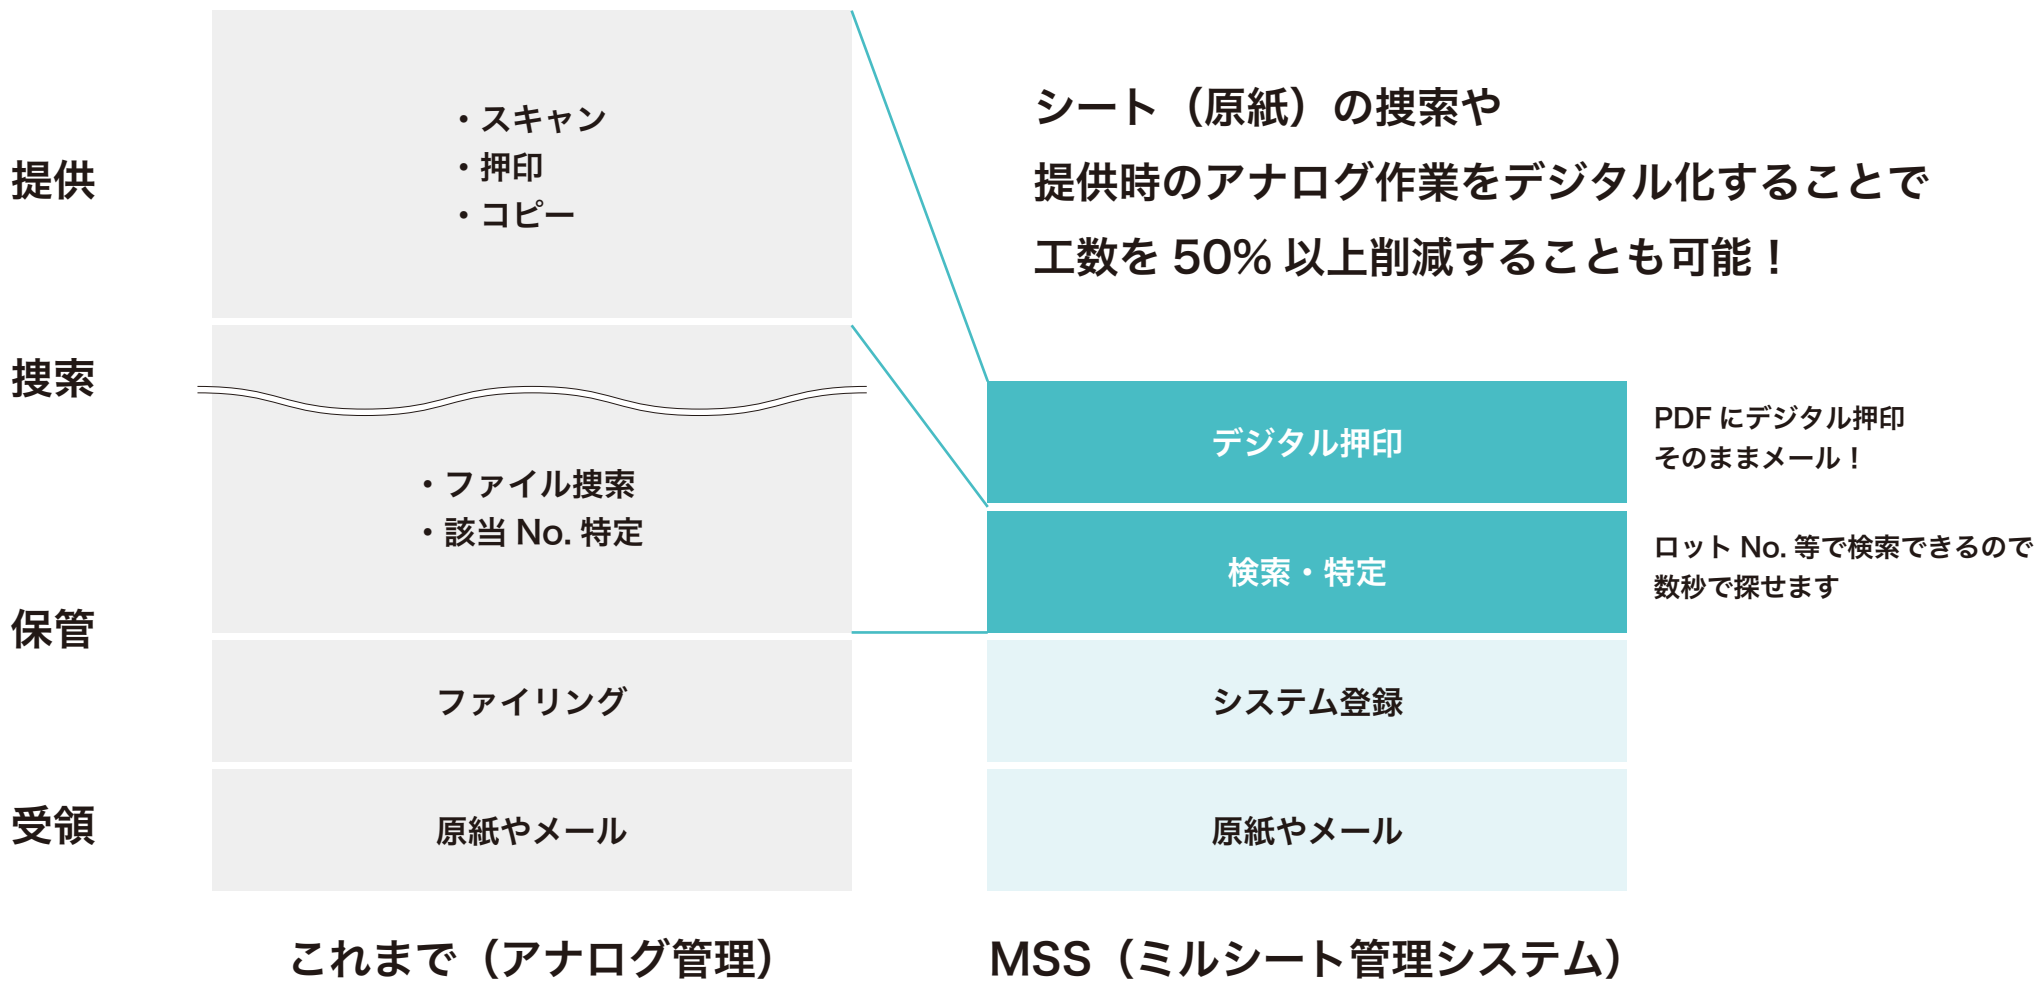 提供
・スキャン
・押印
・コピー
シート（原紙）の捜索や
提供時のアナログ作業をデジタル化することで
工数を 50% 以上削減することも可能！
捜索
・ファイル捜索
・該当 No. 特定
デジタル押印
PDF にデジタル押印
そのままメール！
検索・特定
ロット No. 等で検索できるので
数秒で探せます
保管
ファイリング
システム登録
受領
原紙やメール
原紙やメール
これまで（アナログ管理）
MSS（ミルシート管理システム）